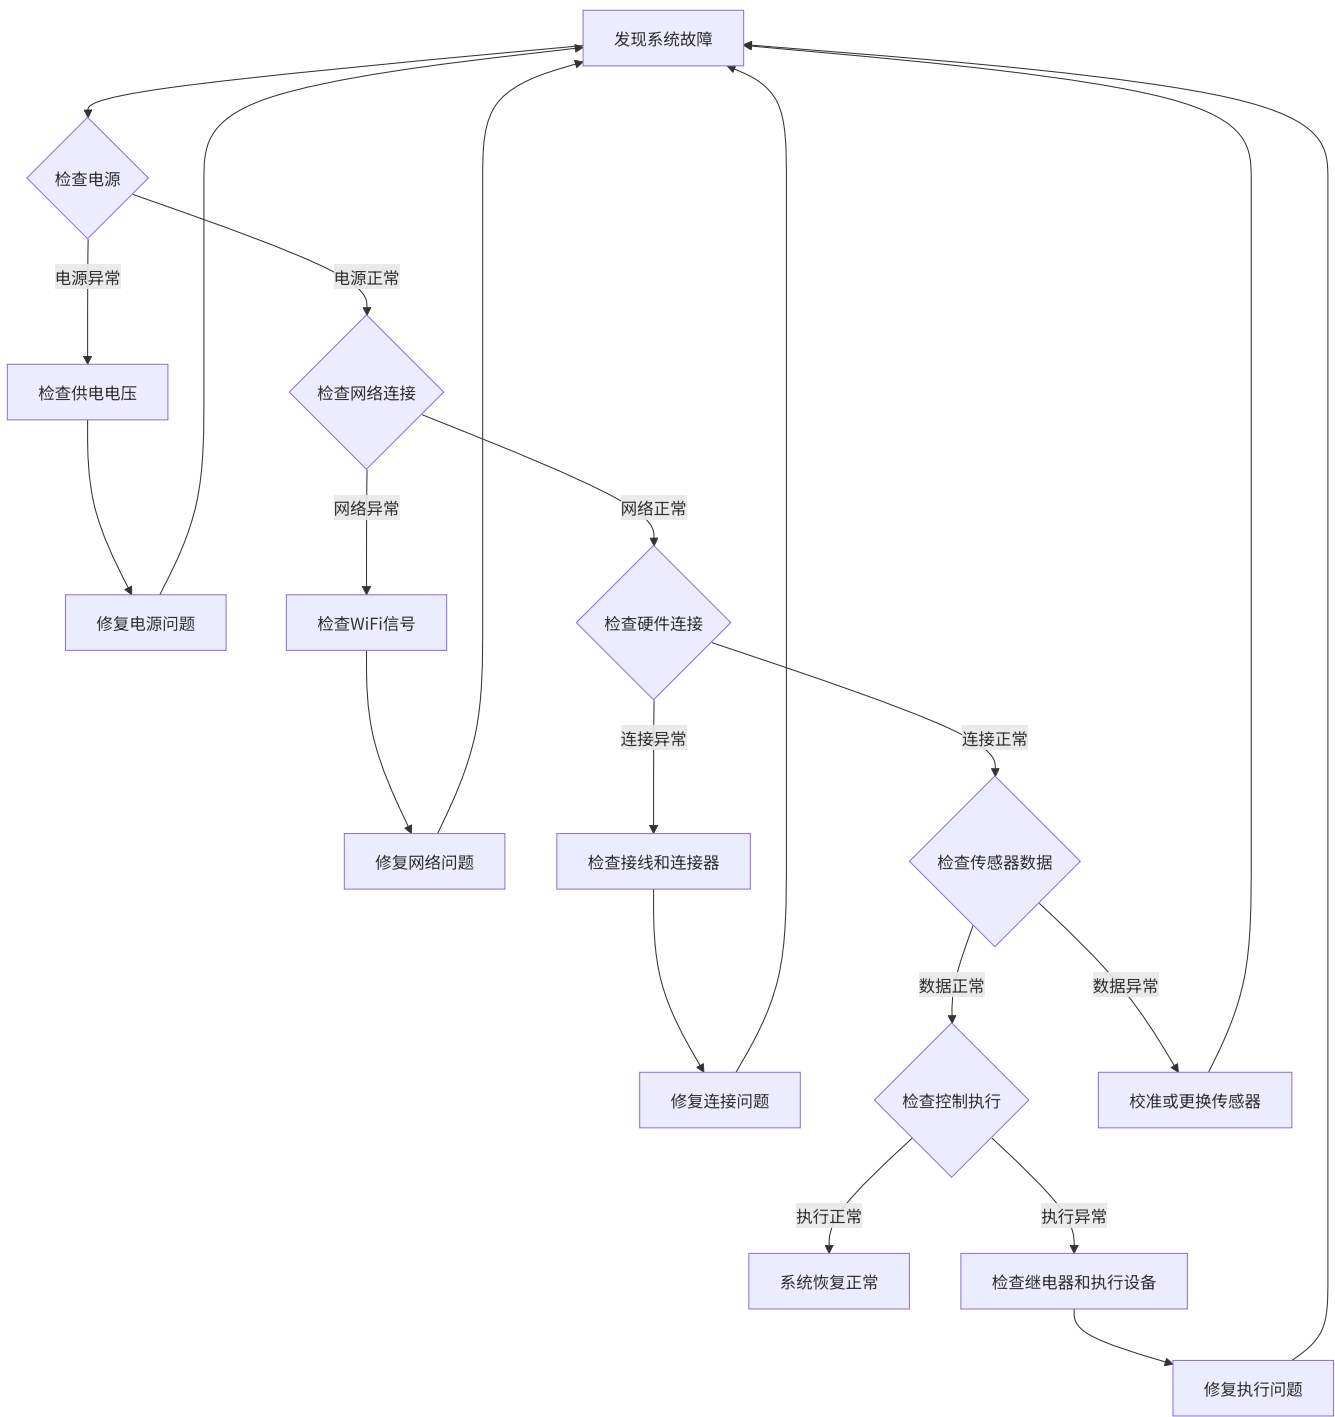 发现系统故障
检查电源
电源异常
电源正常
检查供电电压
检查网络连接
网络异常
网络正常
修复电源问题
检查WiFi信号
检查硬件连接
连接异常
连接正常
修复网络问题
检查接线和连接器
检查传感器数据
数据正常
数据异常
修复连接问题
检查控制执行
校准或更换传感器
执行正常
执行异常
系统恢复正常
检查继电器和执行设备
修复执行问题